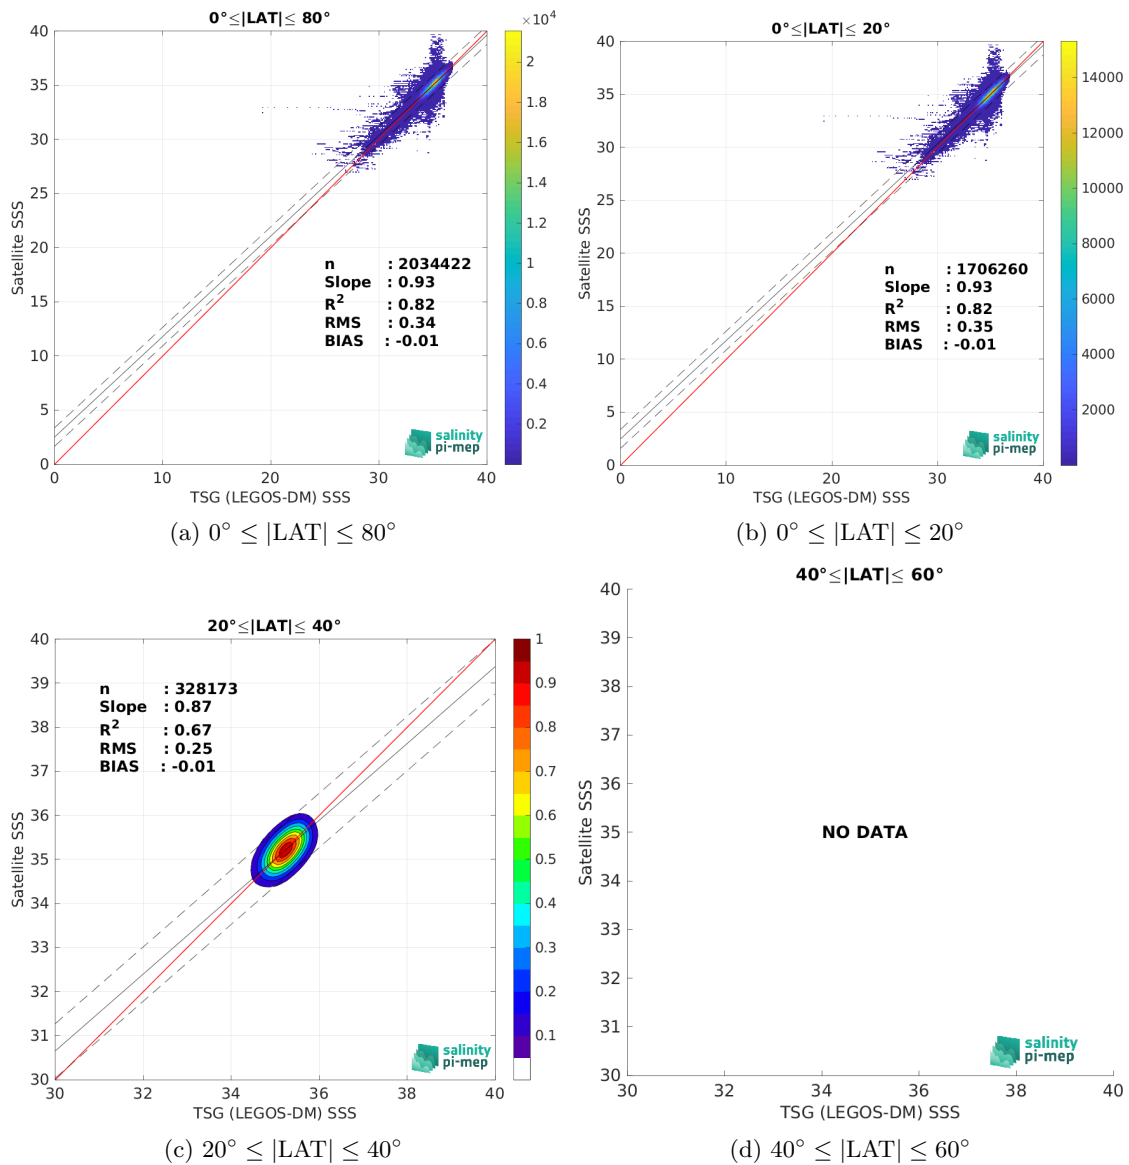 0°≤|LAT|≤ 80°
×10⁴
40
35
30
25
20
15
10
5
0
Satellite SSS
0
10
20
30
40
TSG (LEGOS-DM) SSS
n : 2034422
Slope : 0.93
R² : 0.82
RMS : 0.34
BIAS : -0.01
salinity
pi-mep
2
1.8
1.6
1.4
1.2
1
0.8
0.6
0.4
0.2
(a) 0° ≤ |LAT| ≤ 80°
0°≤|LAT|≤ 20°
40
35
30
25
20
15
10
5
0
Satellite SSS
0
10
20
30
40
TSG (LEGOS-DM) SSS
n : 1706260
Slope : 0.93
R² : 0.82
RMS : 0.35
BIAS : -0.01
salinity
pi-mep
14000
12000
10000
8000
6000
4000
2000
(b) 0° ≤ |LAT| ≤ 20°
20°≤|LAT|≤ 40°
40
39
38
37
36
35
34
33
32
31
30
Satellite SSS
30
32
34
36
38
40
TSG (LEGOS-DM) SSS
n : 328173
Slope : 0.87
R² : 0.67
RMS : 0.25
BIAS : -0.01
salinity
pi-mep
1
0.9
0.8
0.7
0.6
0.5
0.4
0.3
0.2
0.1
(c) 20° ≤ |LAT| ≤ 40°
40°≤|LAT|≤ 60°
40
39
38
37
36
35
34
33
32
31
30
Satellite SSS
NO DATA
salinity
pi-mep
30
32
34
36
38
40
TSG (LEGOS-DM) SSS
(d) 40° ≤ |LAT| ≤ 60°